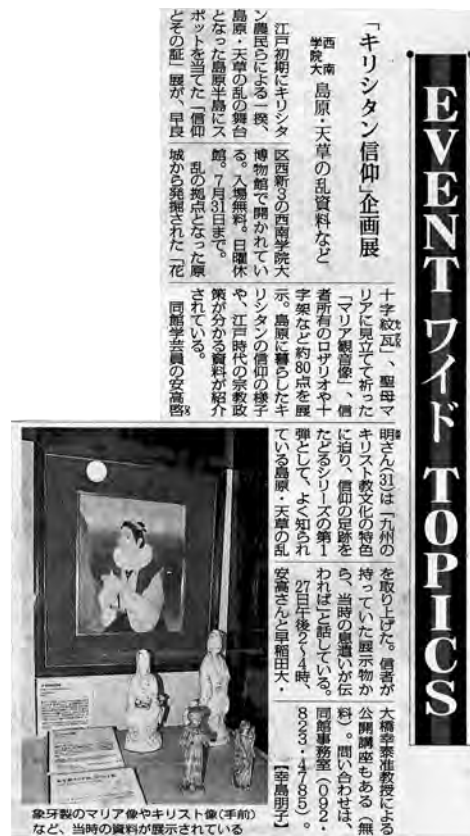 EVENT ワイド TOPICS
「キリシタン信仰」企画展
西南
学院大
島原・天草の乱資料など
江戸初期にキリシタ
ン農民らによる一揆、
島原・天草の乱の舞台
となった島原半島にス
ポットを当てた「信仰
とその証」展が、早良
区西新3の西南学院大
博物館で開かれてい
る。入場無料。日曜休
館。7月31日まで。
乱の拠点となった原
城から発掘された「花
十字紋瓦」、聖母マ
リアに見立てて祈った
「マリア観音像」、信
者所有のロザリオや十
字架など約80点を展
示。島原に暮らしたキ
リシタンの信仰の様子
や、江戸時代の宗教政
策が分かる資料が紹介
されている。
同館学芸員の安高啓
明さん(31)は「九州の
キリスト教文化の特色
に迫り、信仰の足跡を
たどるシリーズの第1
弾として、よく知られ
ている島原・天草の乱
を取り上げた。信者が
持っていた展示物か
ら、当時の息遣いが伝
われば」と話している。
27日午後2〜4時、
安高さんと早稲田大・
大橋幸泰准教授による
公開講座もある(無
料)。問い合わせは、
同館事務室(092・
823・4785)。
【幸島朋子】
象牙製のマリア像やキリスト像(手前)
など、当時の資料が展示されている